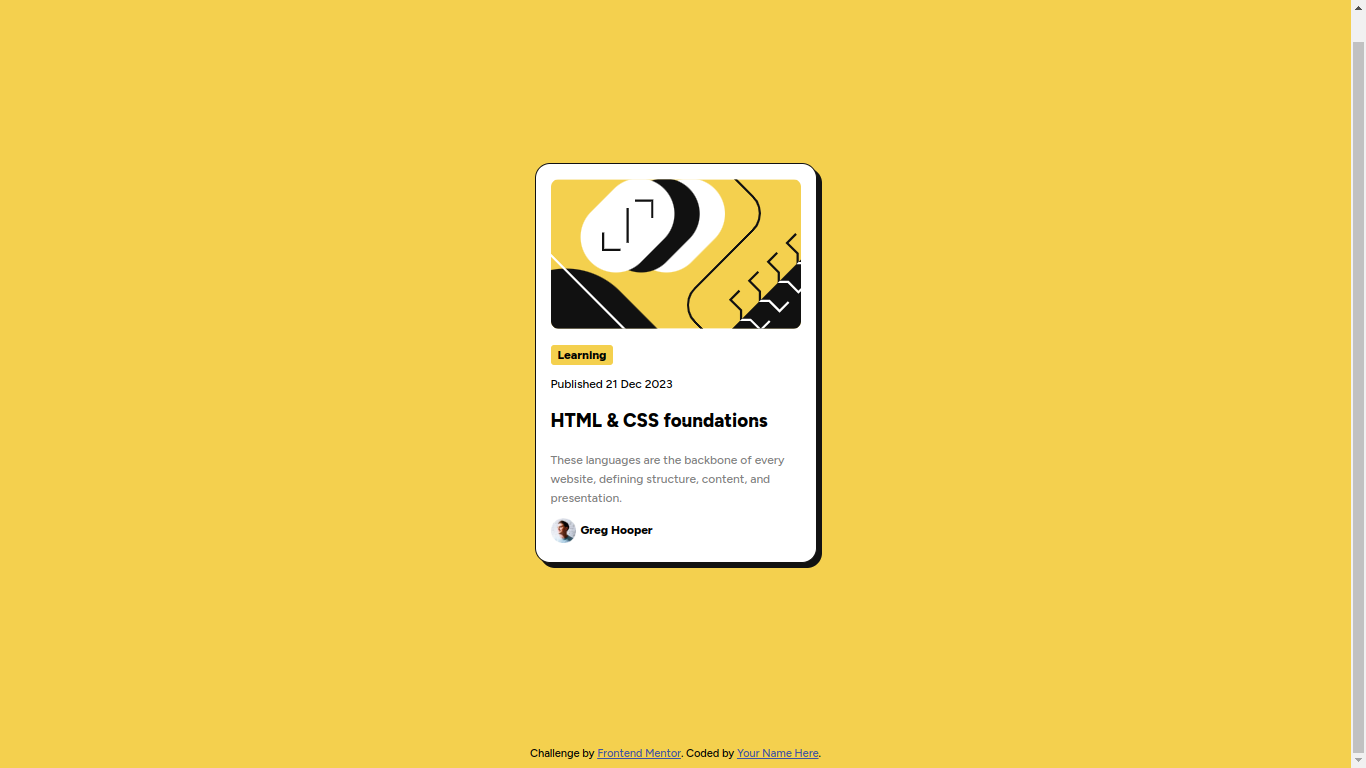 Learning
Published 21 Dec 2023
HTML & CSS foundations
These languages are the backbone of every
website, defining structure, content, and
presentation.
Greg Hooper
Challenge by Frontend Mentor. Coded by Your Name Here.